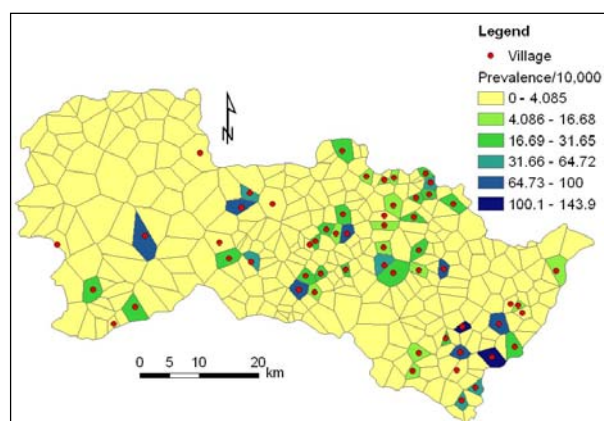 Legend
Village
Prevalence/10,000
0 - 4.085
4.086 - 16.68
16.69 - 31.65
31.66 - 64.72
64.73 - 100
100.1 - 143.9
N
0 5 10 20
km